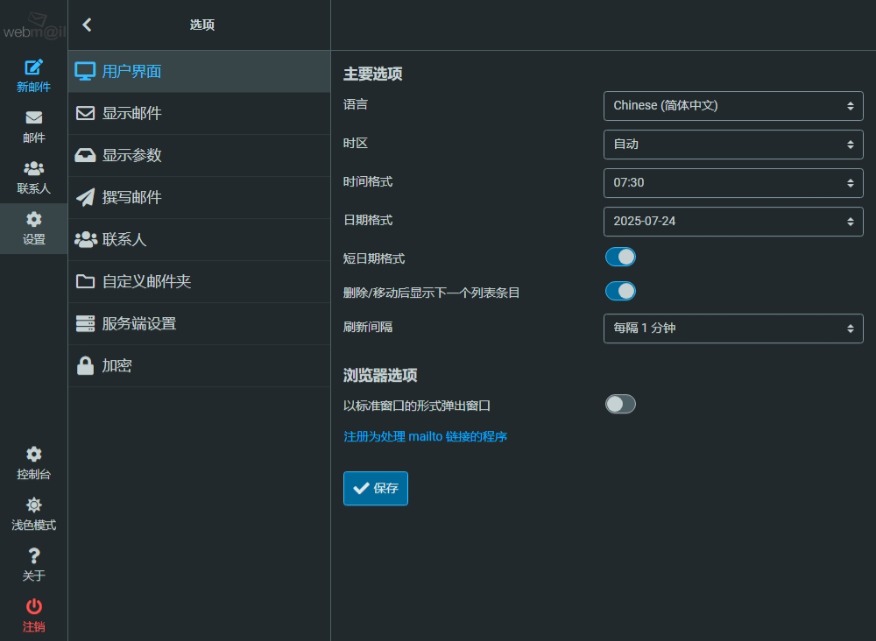 webm@il
新邮件
邮件
联系人
设置
控制台
浅色模式
关于
注销
选项
用户界面
显示邮件
显示参数
撰写邮件
联系人
自定义邮件夹
服务端设置
加密
主要选项
语言 Chinese (简体中文)
时区 自动
时间格式 07:30
日期格式 2025-07-24
短日期格式
删除/移动后显示下一个列表条目
刷新间隔 每隔 1 分钟
浏览器选项
以标准窗口的形式弹出窗口
注册为处理 mailto 链接的程序
保存